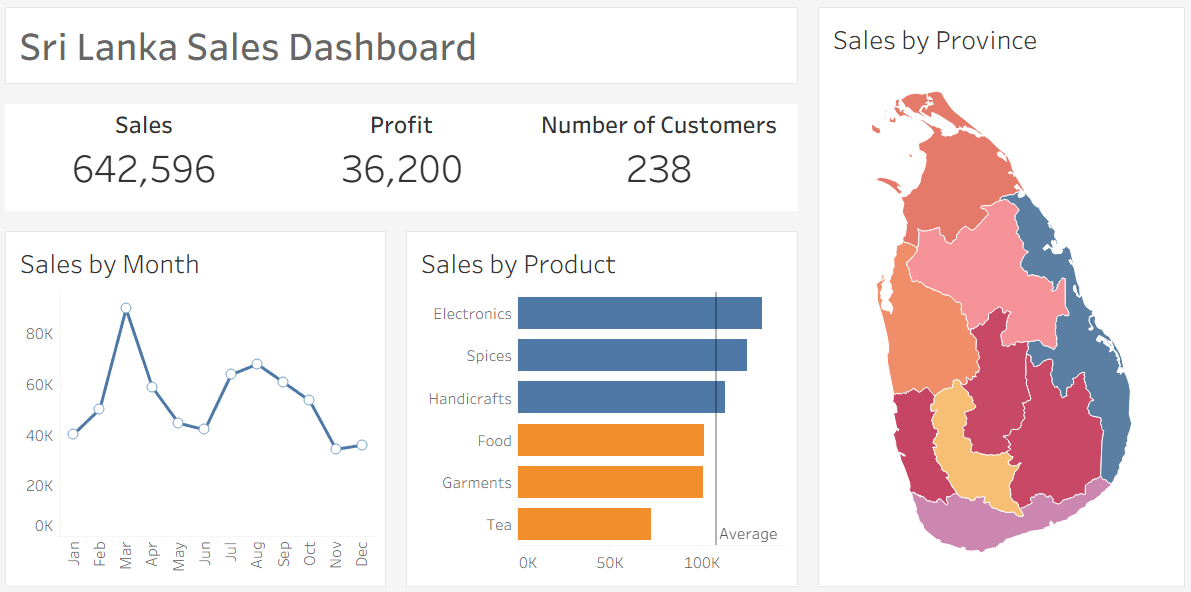 Sri Lanka Sales Dashboard
Sales
642,596
Profit
36,200
Number of Customers
238
Sales by Month
80K
60K
40K
20K
0K
Jan
Feb
Mar
Apr
May
Jun
Jul
Aug
Sep
Oct
Nov
Dec
Sales by Product
Electronics
Spices
Handicrafts
Food
Garments
Tea
Average
0K
50K
100K
Sales by Province